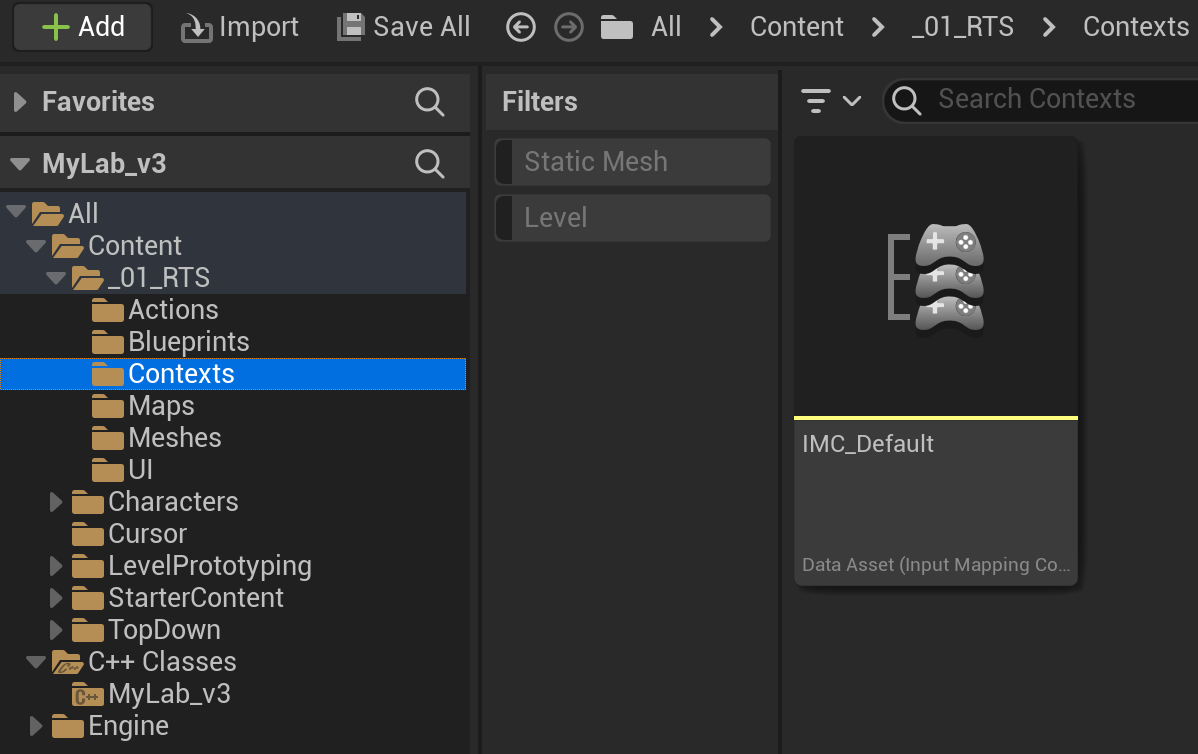 Add Import Save All All Content _01_RTS Contexts
Favorites
MyLab_v3
All
Content
_01_RTS
Actions
Blueprints
Contexts
Maps
Meshes
UI
Characters
Cursor
LevelPrototyping
StarterContent
TopDown
C++ Classes
C++ MyLab_v3
Engine
Filters
Static Mesh
Level
Search Contexts
IMC_Default
Data Asset (Input Mapping Co...